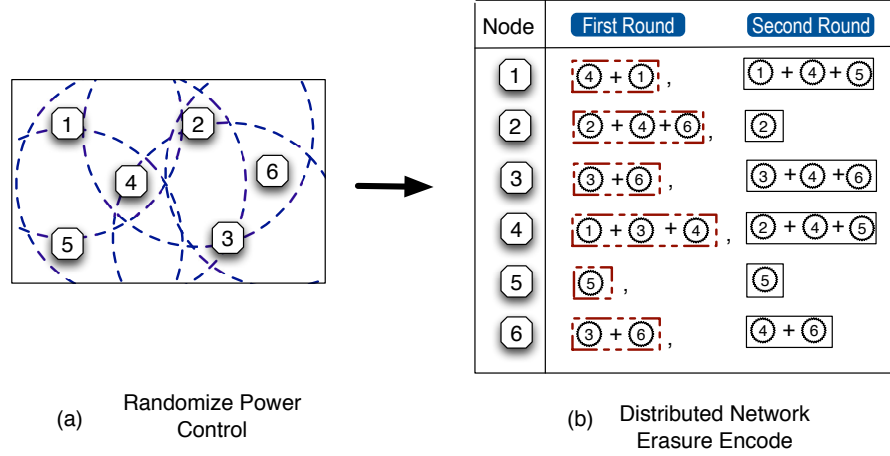 1
2
6
4
5
3
(a) Randomize Power
Control
Node First Round Second Round
1 4 + 1 , 1 + 4 + 5
2 2 + 4 + 6 , 2
3 3 + 6 , 3 + 4 + 6
4 1 + 3 + 4 , 2 + 4 + 5
5 5 , 5
6 3 + 6 , 4 + 6
(b) Distributed Network
Erasure Encode